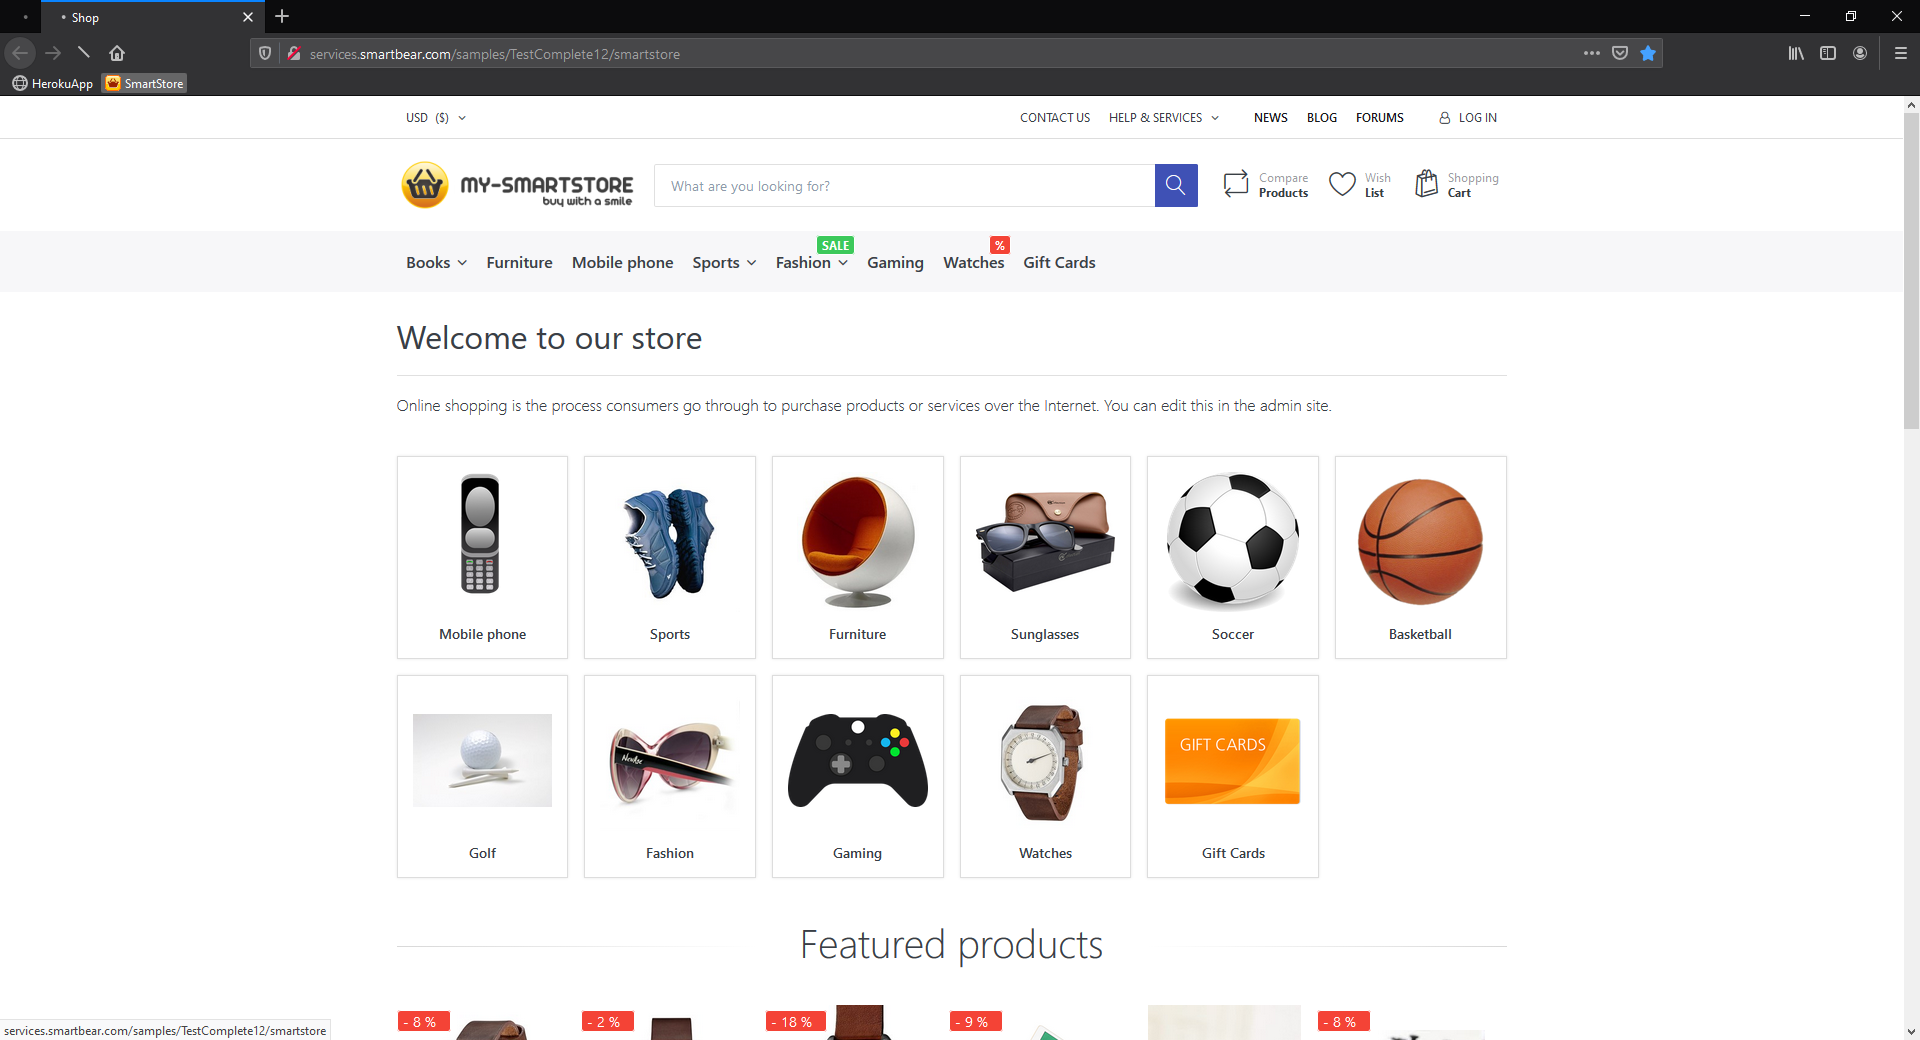 Shop
services.smartbear.com/samples/TestComplete12/smartstore
HerokuApp SmartStore
USD ($) CONTACT US HELP & SERVICES NEWS BLOG FORUMS LOG IN
MY-SMARTSTORE
buy with a smile
What are you looking for?
Compare Products
Wish List
Shopping Cart
SALE %
Books Furniture Mobile phone Sports Fashion Gaming Watches Gift Cards
Welcome to our store
Online shopping is the process consumers go through to purchase products or services over the Internet. You can edit this in the admin site.
Mobile phone Sports Furniture Sunglasses Soccer Basketball
GIFT CARDS
Golf Fashion Gaming Watches Gift Cards
Featured products
- 8 % - 2 % - 18 % - 9 % - 8 %
services.smartbear.com/samples/TestComplete12/smartstore